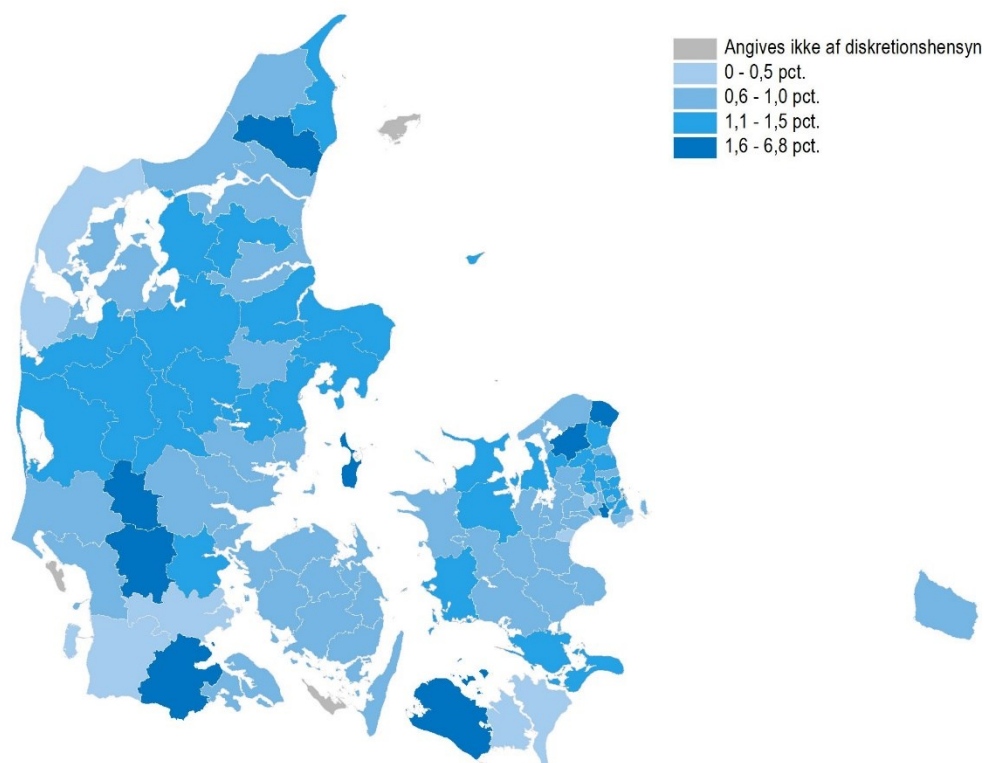 Angives ikke af diskretionshensyn
0 - 0,5 pct.
0,6 - 1,0 pct.
1,1 - 1,5 pct.
1,6 - 6,8 pct.